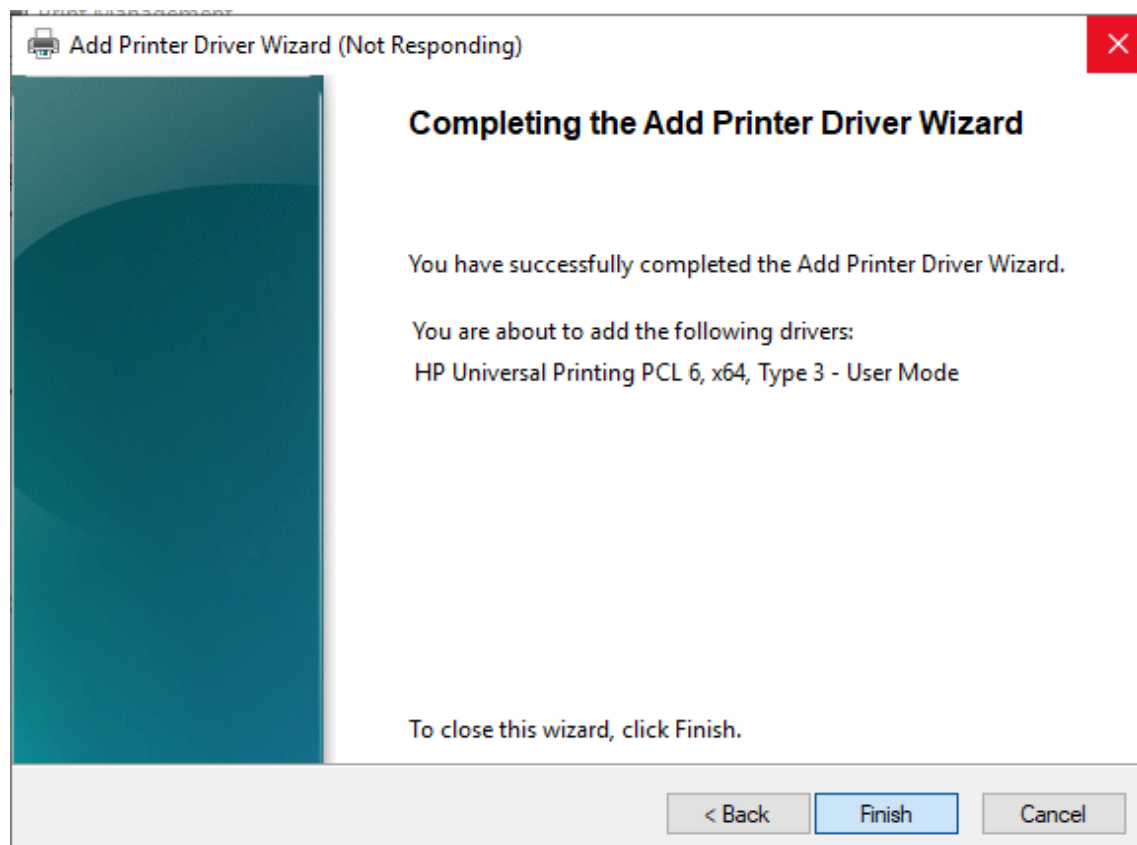 Print Management
Add Printer Driver Wizard (Not Responding)
Completing the Add Printer Driver Wizard
You have successfully completed the Add Printer Driver Wizard.
You are about to add the following drivers:
HP Universal Printing PCL 6, x64, Type 3 - User Mode
To close this wizard, click Finish.
< Back Finish Cancel